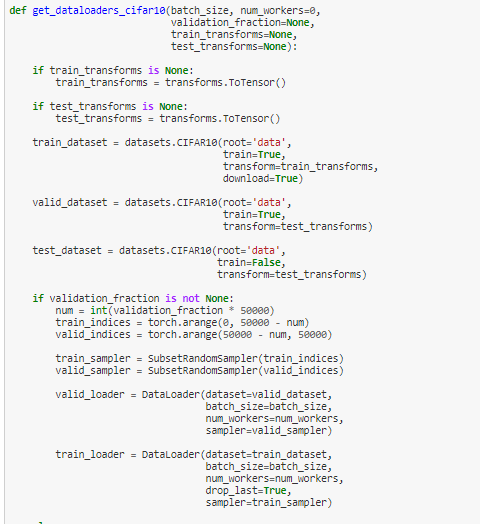 def get_dataloaders_cifar10(batch_size, num_workers=0,
                            validation_fraction=None,
                            train_transforms=None,
                            test_transforms=None):

    if train_transforms is None:
        train_transforms = transforms.ToTensor()

    if test_transforms is None:
        test_transforms = transforms.ToTensor()

    train_dataset = datasets.CIFAR10(root='data',
                                     train=True,
                                     transform=train_transforms,
                                     download=True)

    valid_dataset = datasets.CIFAR10(root='data',
                                     train=True,
                                     transform=test_transforms)

    test_dataset = datasets.CIFAR10(root='data',
                                    train=False,
                                    transform=test_transforms)

    if validation_fraction is not None:
        num = int(validation_fraction * 50000)
        train_indices = torch.arange(0, 50000 - num)
        valid_indices = torch.arange(50000 - num, 50000)

        train_sampler = SubsetRandomSampler(train_indices)
        valid_sampler = SubsetRandomSampler(valid_indices)

        valid_loader = DataLoader(dataset=valid_dataset,
                                  batch_size=batch_size,
                                  num_workers=num_workers,
                                  sampler=valid_sampler)

        train_loader = DataLoader(dataset=train_dataset,
                                  batch_size=batch_size,
                                  num_workers=num_workers,
                                  drop_last=True,
                                  sampler=train_sampler)